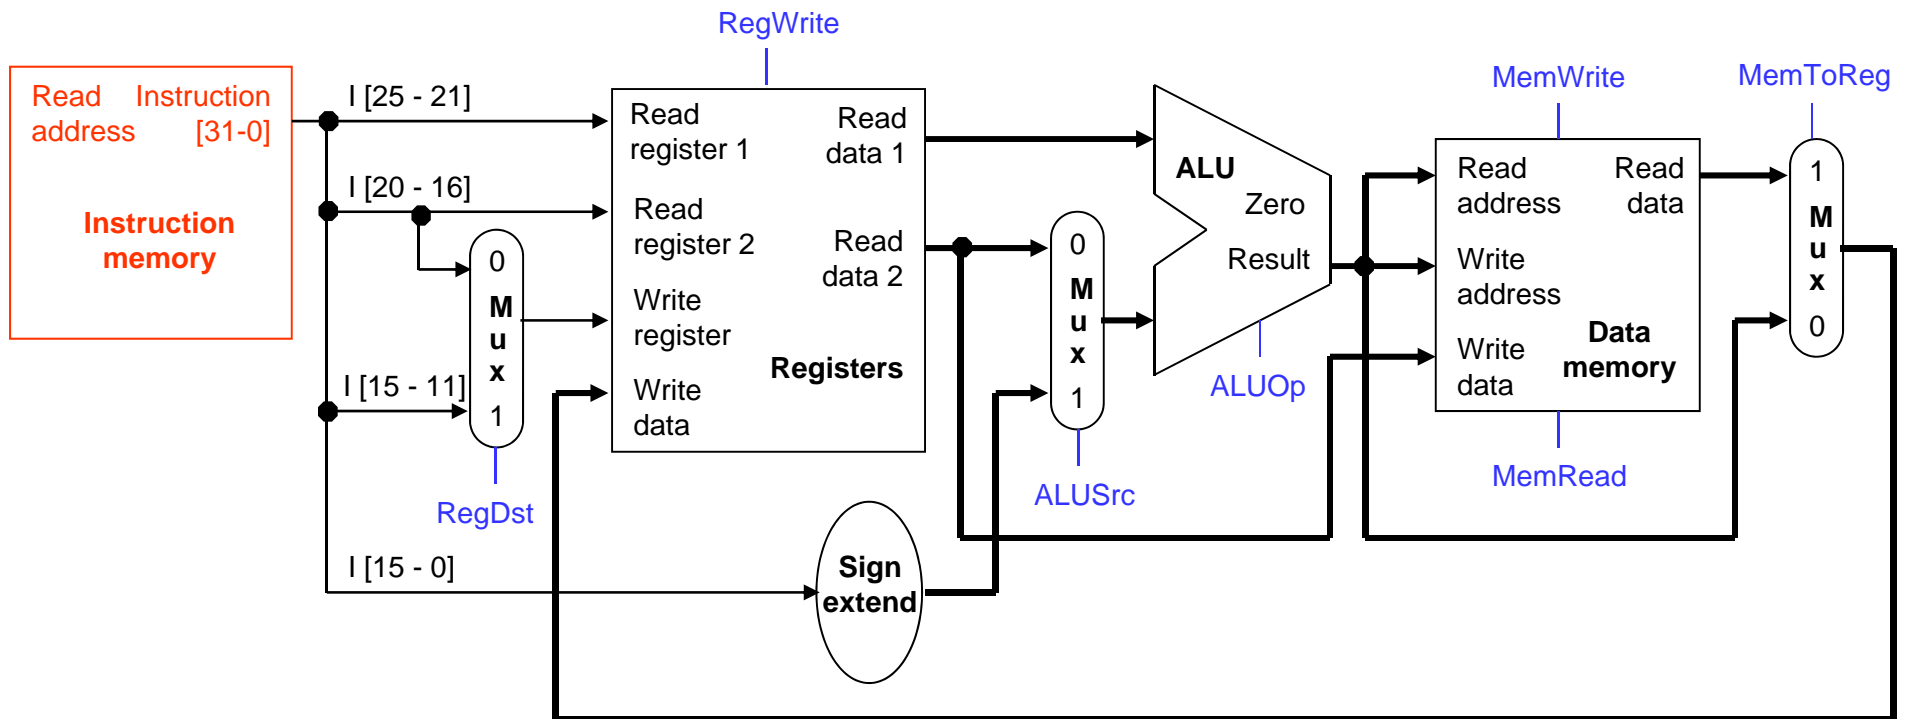 RegWrite
Read Instruction
address [31-0]
Instruction
memory
I [25 - 21]
I [20 - 16]
I [15 - 11]
I [15 - 0]
0
M
u
x
1
RegDst
Read
register 1
Read
data 1
Read
register 2
Read
data 2
Write
register
Registers
Write
data
Sign
extend
0
M
u
x
1
ALUSrc
ALU
Zero
Result
ALUOp
MemWrite
Read
address
Read
data
Write
address
Write
data
Data
memory
MemRead
MemToReg
1
M
u
x
0